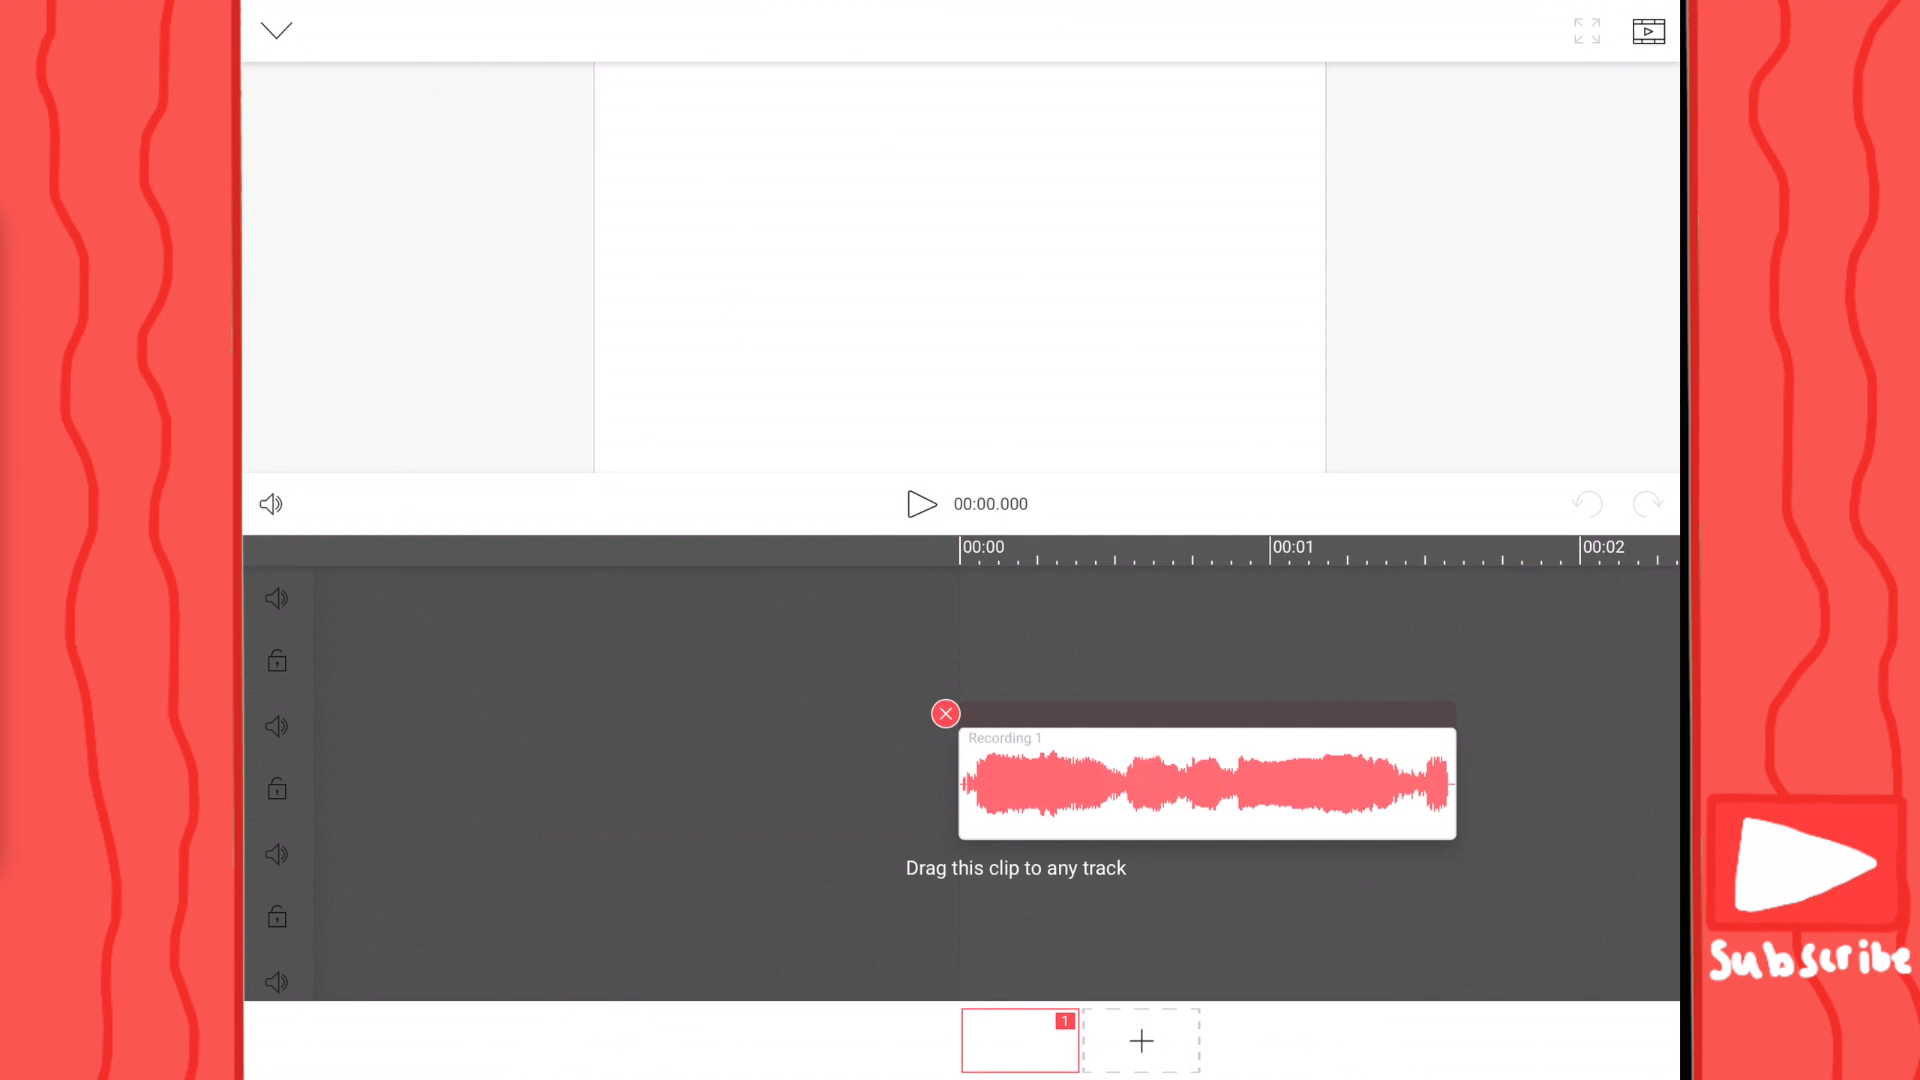 00:00.000
00:00 00:01 00:02
Recording 1
Drag this clip to any track
Subscribe
1